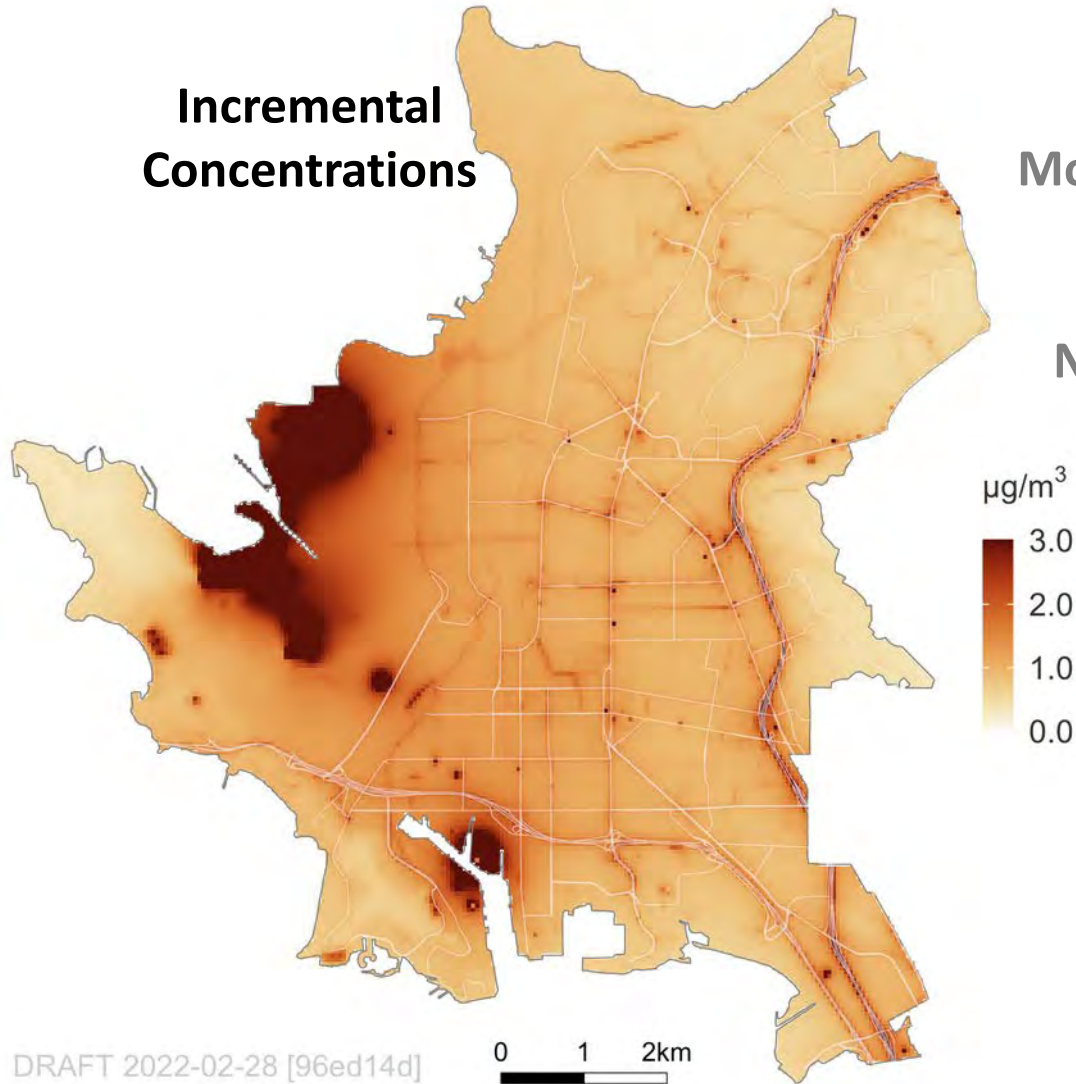 Incremental
Concentrations
µg/m³
3.0
2.0
1.0
0.0
DRAFT 2022-02-28 [96ed14d]
0 1 2km